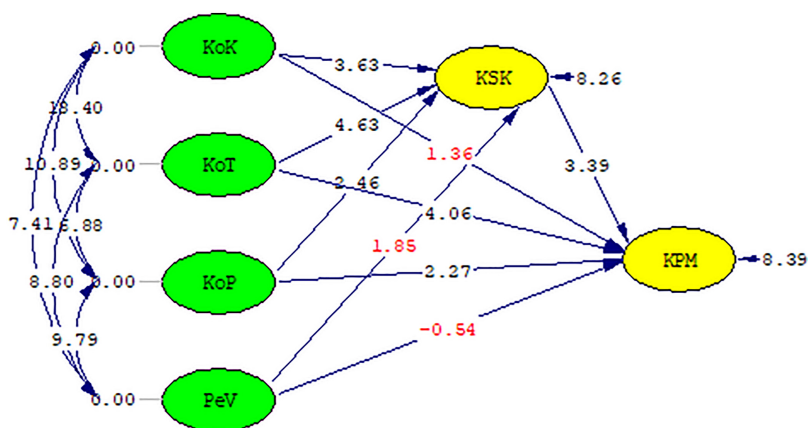 0.00 KoK
3.63
KSK 8.26
13.40
4.63
1.36
10.89 0.00 KoT
3.39
2.46
7.41 6.88
4.06
1.85
KPM 8.39
8.80 0.00 KoP
2.27
-0.54
9.79
0.00 PeV